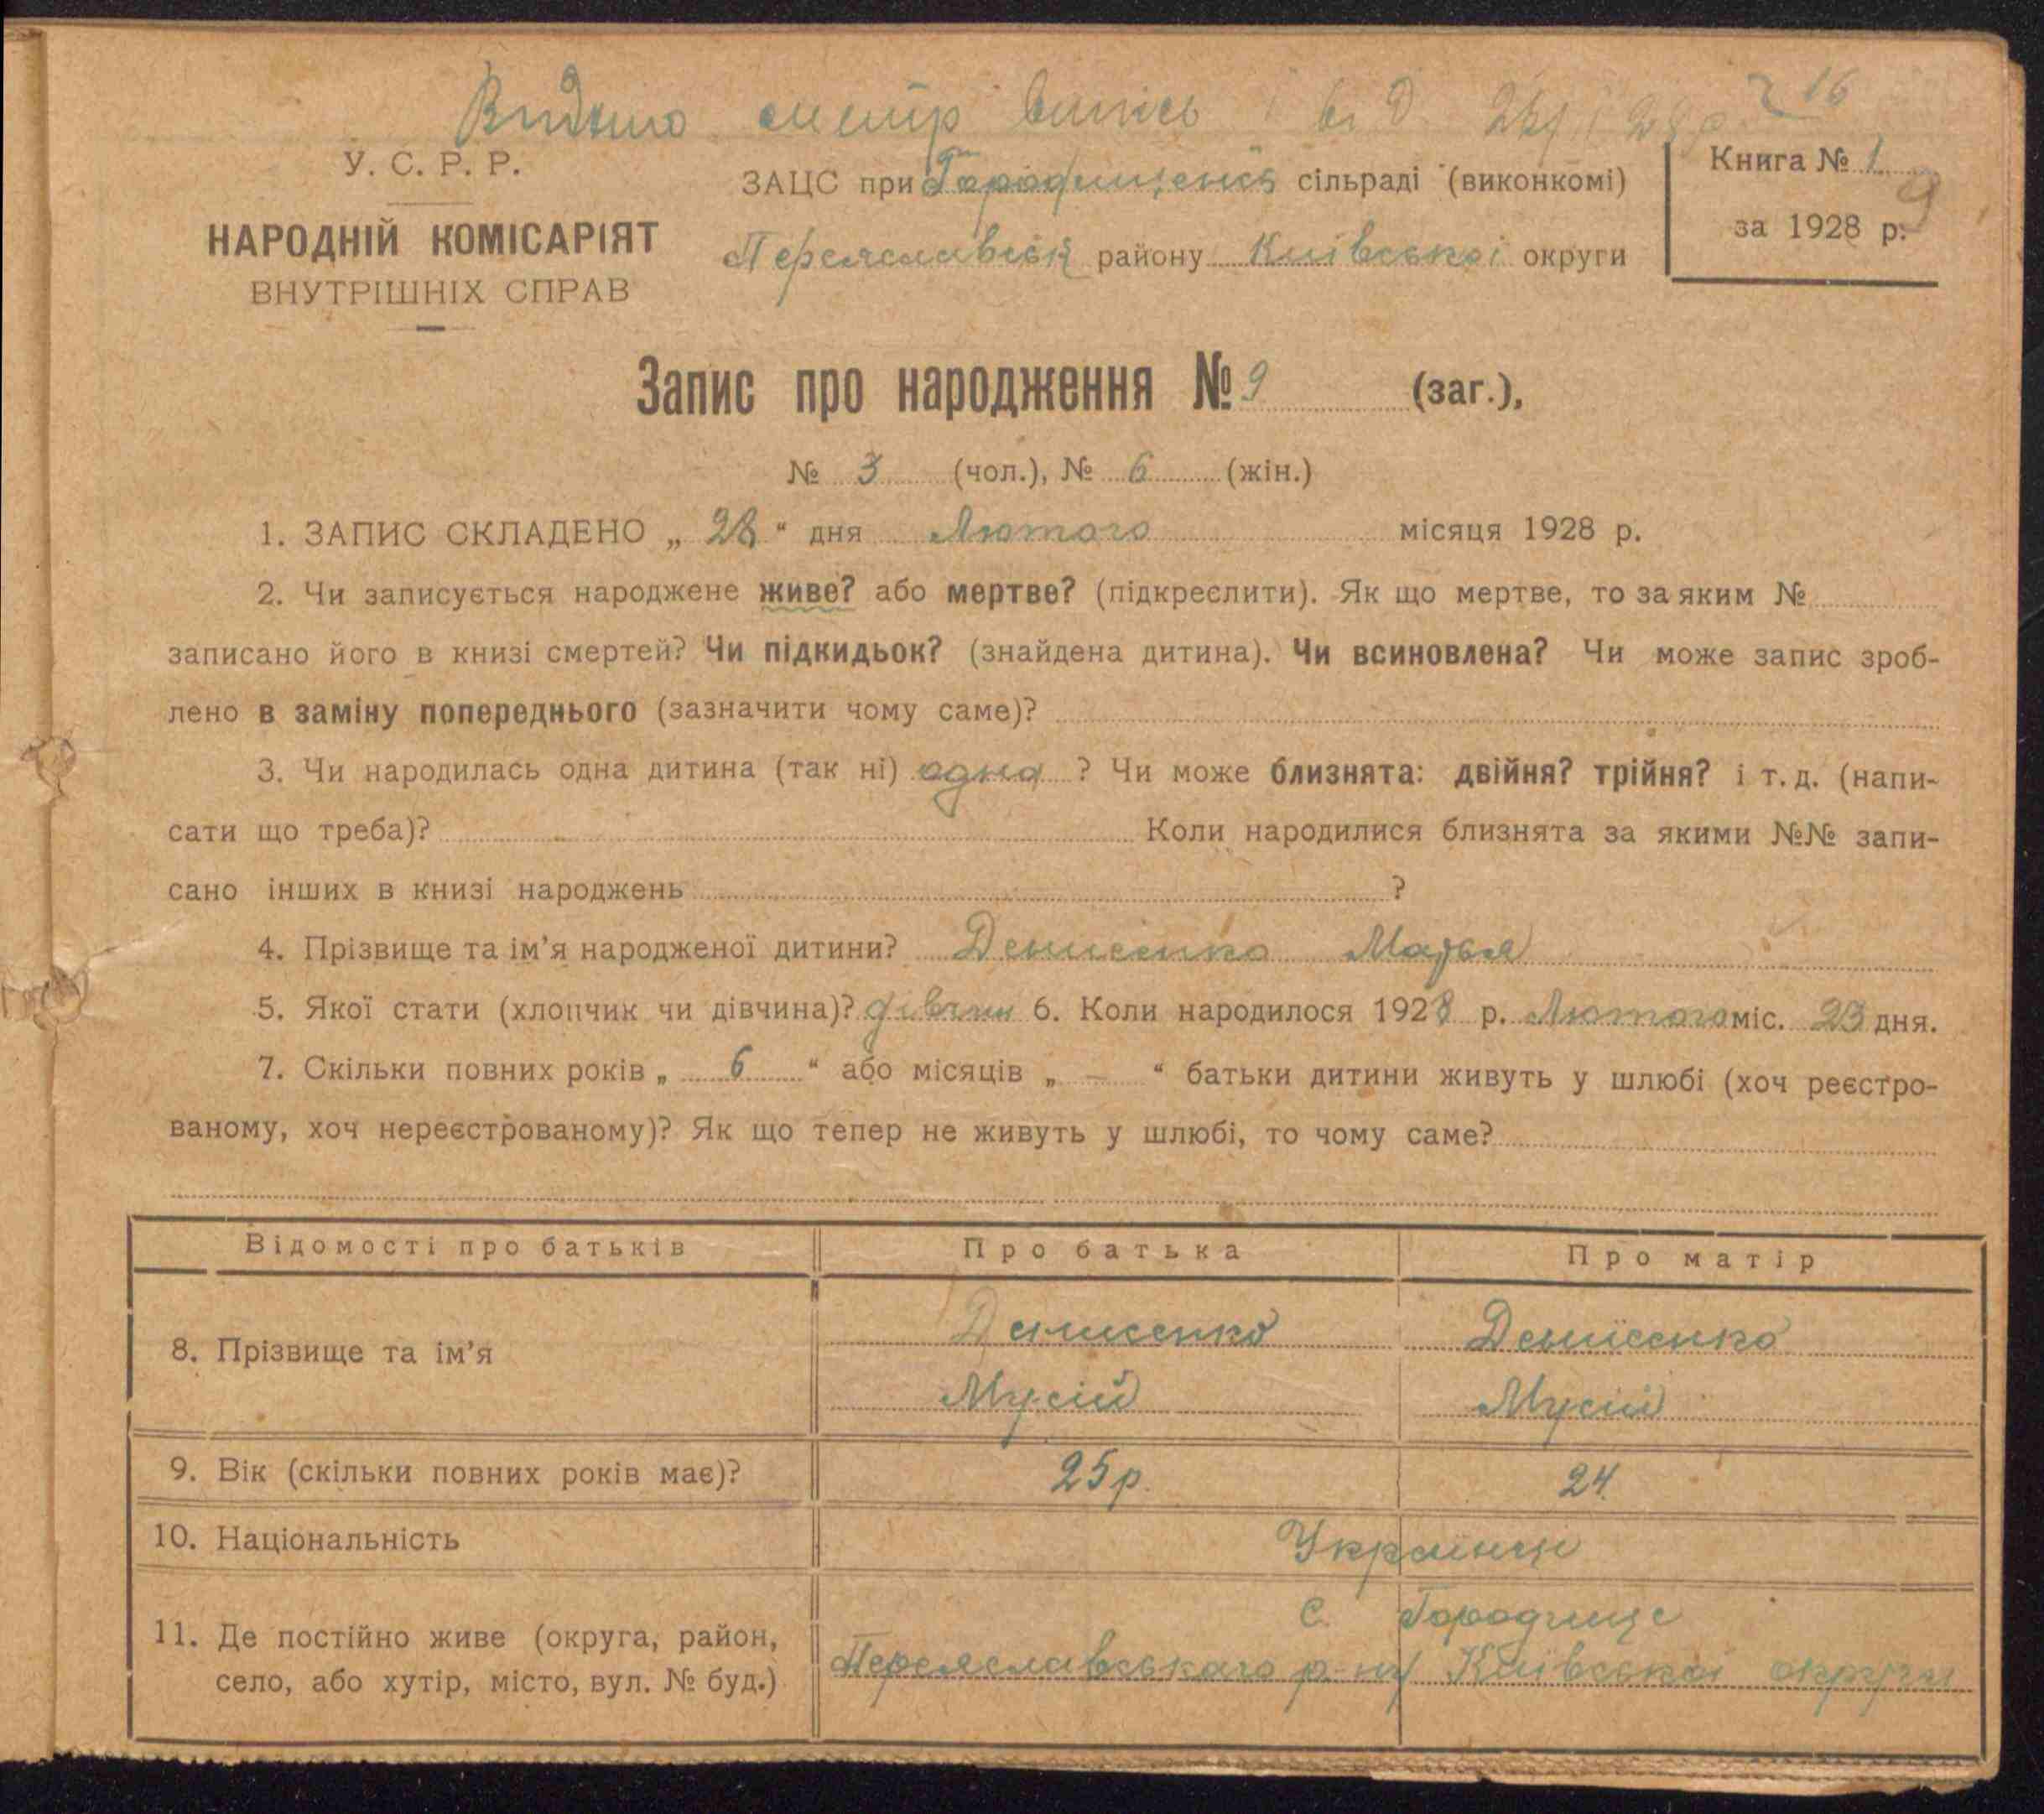 Видано метр випис і
У. С. Р. Р.
НАРОДНІЙ КОМІСАРІЯТ
ВНУТРІШНІХ СПРАВ
ЗАЦС при Городищенс сільраді (виконкомі)
Переяславськ району Київської округи
Книга № 1
9
за 1928 р.
16
Запис про народження № 9 (заг.),
№ 3 (чол.), № 6 (жін.)
1. ЗАПИС СКЛАДЕНО „ 28 “ дня Лютого місяця 1928 р.
2. Чи записується народжене живе? або мертве? (підкреслити). Як що мертве, то за яким №
записано його в книзі смертей? Чи підкидьок? (знайдена дитина). Чи всиновлена? Чи може запис зроб-
лено в заміну попереднього (зазначити чому саме)?
3. Чи народилась одна дитина (так ні) одна ? Чи може близнята: двійня? трійня? і т. д. (напи-
сати що треба)? Коли народилися близнята за якими №№ запи-
сано інших в книзі народжень ?
4. Прізвище та ім’я народженої дитини? Денисенко Марья
5. Якої стати (хлопчик чи дівчина)? дівчин 6. Коли народилося 1928 р. Лютого міс. 23 дня.
7. Скільки повних років „ 6 “ або місяців „ – “ батьки дитини живуть у шлюбі (хоч реєстро-
ваному, хоч нереєстрованому)? Як що тепер не живуть у шлюбі, то чому саме?
Відомості про батьків Про батька Про матір
8. Прізвище та ім’я Денисенко Денисенко
Мусій Мусій
9. Вік (скільки повних років має)? 25 р. 24.
10. Національність Українци
11. Де постійно живе (округа, район, с. Городище
село, або хутір, місто, вул. № буд.) Переяславського р-ну Київської округи